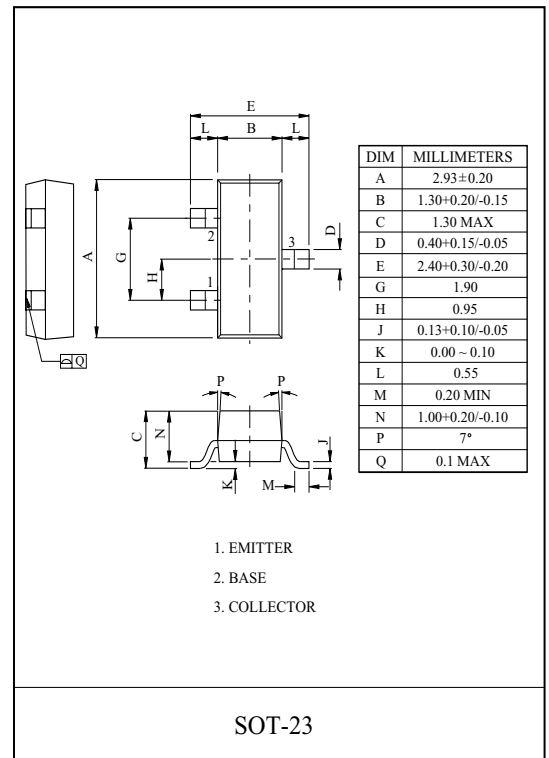 E
L B L
A
G
H
2
1
3
D
Q
DIM MILLIMETERS
A 2.93±0.20
B 1.30+0.20/-0.15
C 1.30 MAX
D 0.40+0.15/-0.05
E 2.40+0.30/-0.20
G 1.90
H 0.95
J 0.13+0.10/-0.05
K 0.00 ~ 0.10
L 0.55
M 0.20 MIN
N 1.00+0.20/-0.10
P 7°
Q 0.1 MAX
P P
C
N
K
M
J
1. EMITTER
2. BASE
3. COLLECTOR
SOT-23